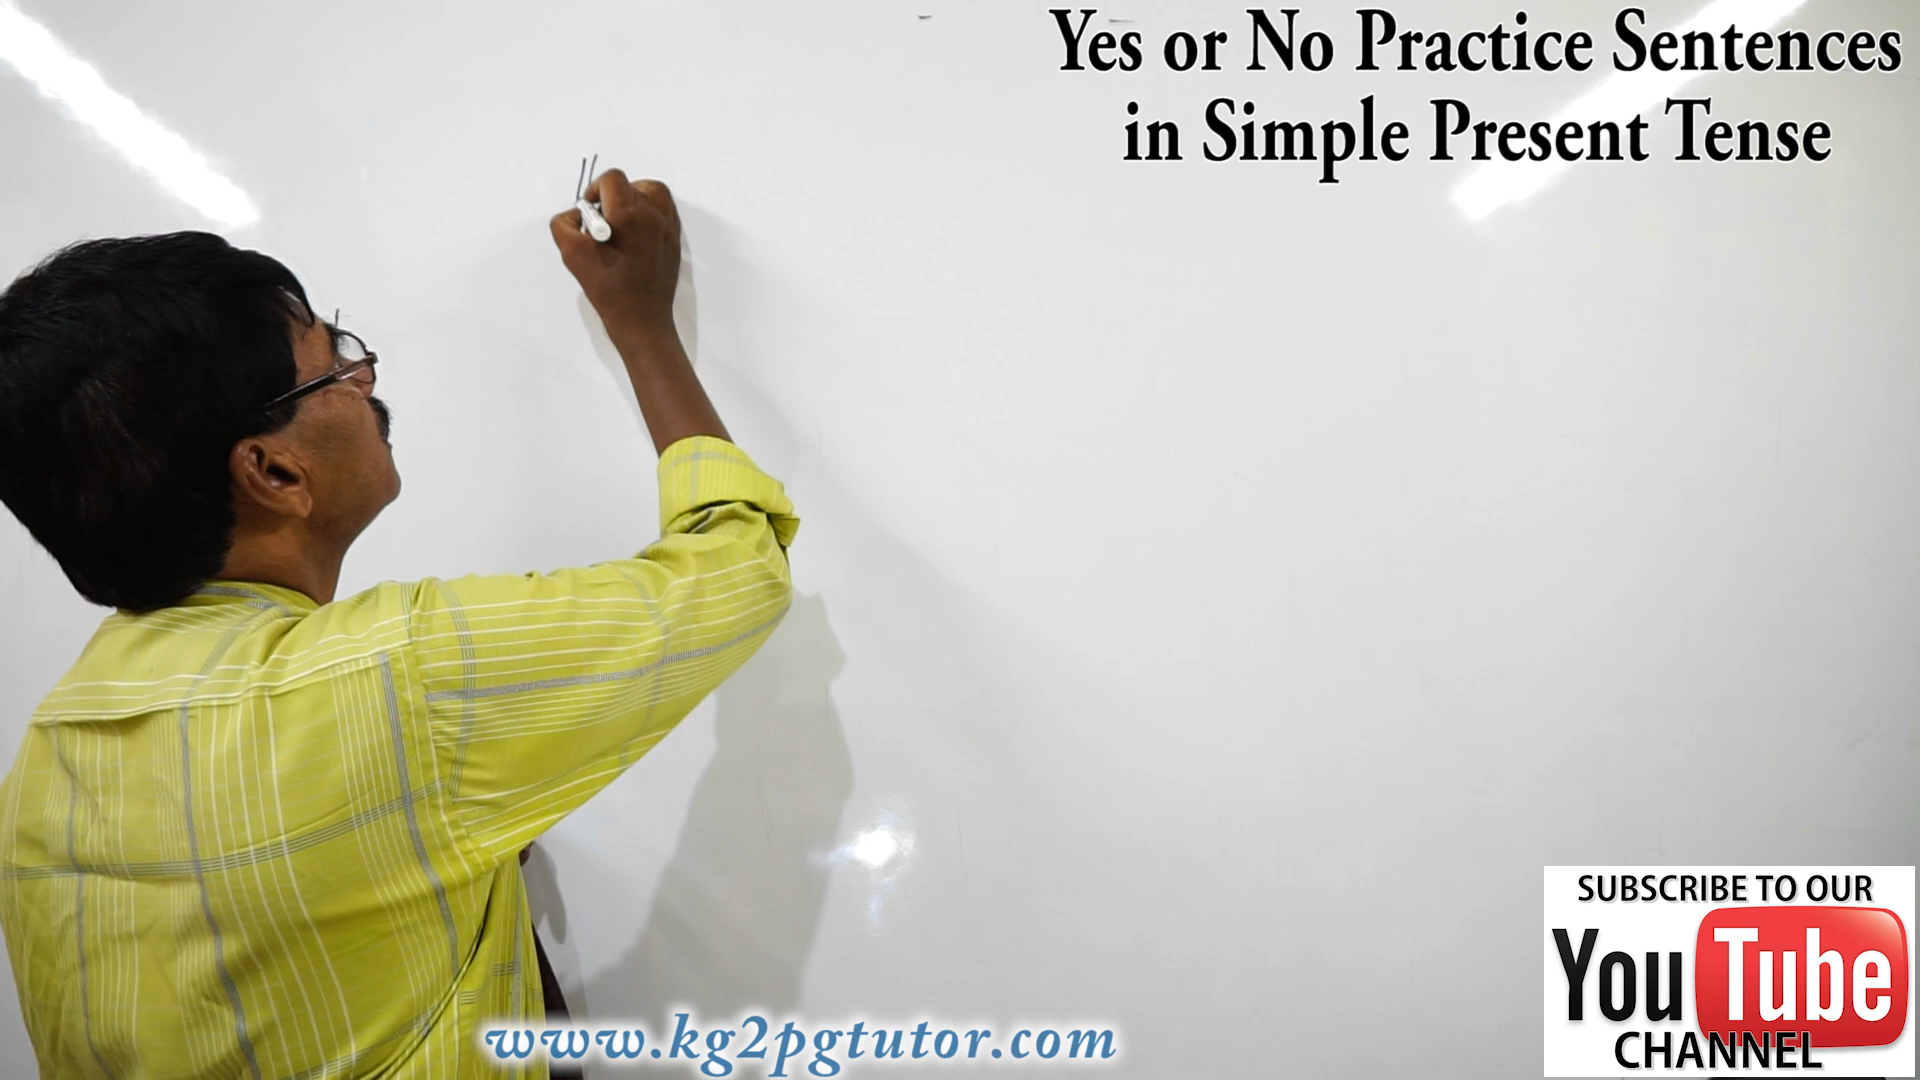 Yes or No Practice Sentences
in Simple Present Tense
SUBSCRIBE TO OUR
YouTube
CHANNEL
www.kg2pgtutor.com